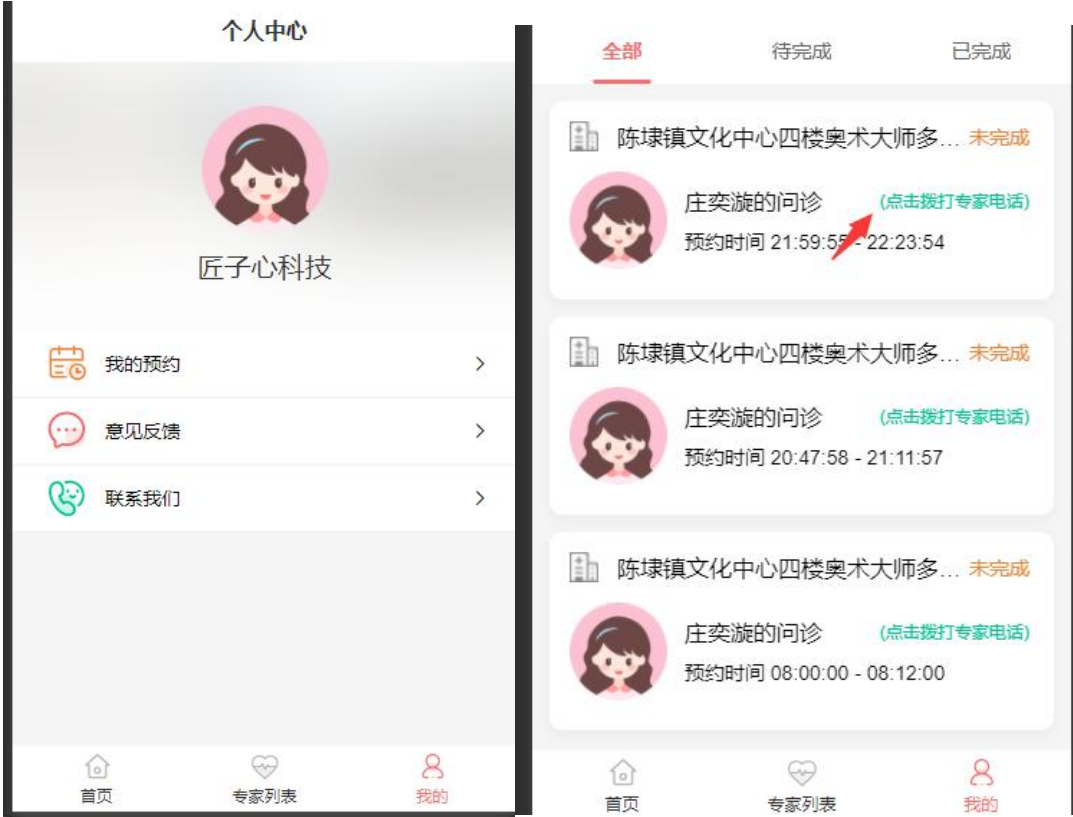 个人中心
匠子心科技
我的预约
意见反馈
联系我们
首页
专家列表
我的
全部
待完成
已完成
陈埭镇文化中心四楼奥术大师多... 未完成
庄奕漩的问诊 (点击拨打专家电话)
预约时间 21:59:55 - 22:23:54
陈埭镇文化中心四楼奥术大师多... 未完成
庄奕漩的问诊 (点击拨打专家电话)
预约时间 20:47:58 - 21:11:57
陈埭镇文化中心四楼奥术大师多... 未完成
庄奕漩的问诊 (点击拨打专家电话)
预约时间 08:00:00 - 08:12:00
首页
专家列表
我的